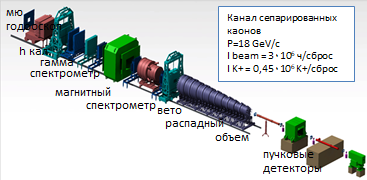 мю
годоскоп
h кал
гамма
спектрометр
магнитный
спектрометр
вето
распадный
объем
пучковые
детекторы
Канал сепарированных
каонов
P=18 GeV/c
I beam = 3 • 10⁶ ч/сброс
I K+ = 0,45 • 10⁶ K+/сброс